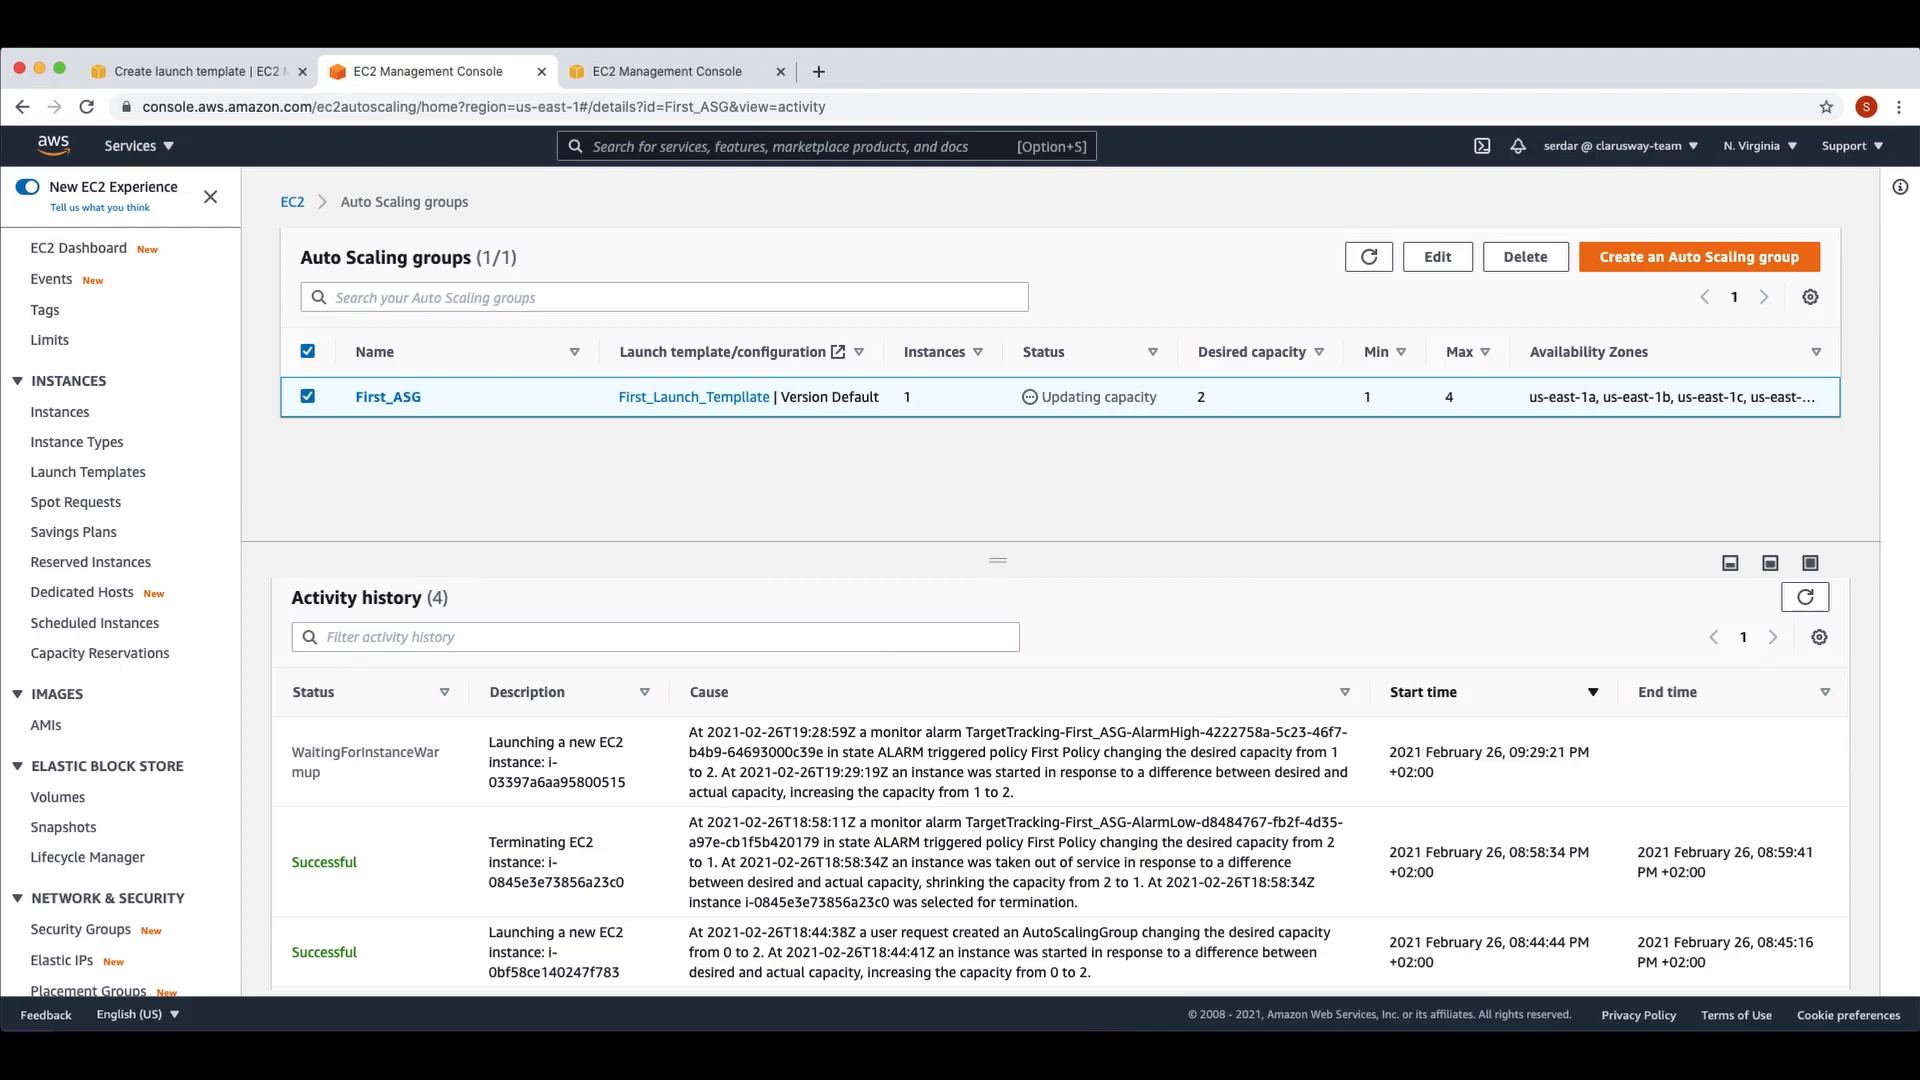 Create launch template | EC2 M
EC2 Management Console
EC2 Management Console
console.aws.amazon.com/ec2autoscaling/home?region=us-east-1#/details?id=First_ASG&view=activity
S
aws
Services
Search for services, features, marketplace products, and docs
[Option+S]
serdar @ clarusway-team
N. Virginia
Support
New EC2 Experience
Tell us what you think
EC2 Dashboard New
Events New
Tags
Limits
INSTANCES
Instances
Instance Types
Launch Templates
Spot Requests
Savings Plans
Reserved Instances
Dedicated Hosts New
Scheduled Instances
Capacity Reservations
IMAGES
AMIs
ELASTIC BLOCK STORE
Volumes
Snapshots
Lifecycle Manager
NETWORK & SECURITY
Security Groups New
Elastic IPs New
Placement Groups New
EC2 Auto Scaling groups
Auto Scaling groups (1/1)
Edit
Delete
Create an Auto Scaling group
Search your Auto Scaling groups
1
Name Launch template/configuration Instances Status Desired capacity Min Max Availability Zones
First_ASG First_Launch_Templlate | Version Default 1 Updating capacity 2 1 4 us-east-1a, us-east-1b, us-east-1c, us-east-...
Activity history (4)
Filter activity history
1
Status Description Cause Start time End time
WaitingForInstanceWar
mup
Launching a new EC2
instance: i-
03397a6aa95800515
At 2021-02-26T19:28:59Z a monitor alarm TargetTracking-First_ASG-AlarmHigh-4222758a-5c23-46f7-
b4b9-64693000c39e in state ALARM triggered policy First Policy changing the desired capacity from 1
to 2. At 2021-02-26T19:29:19Z an instance was started in response to a difference between desired and
actual capacity, increasing the capacity from 1 to 2.
2021 February 26, 09:29:21 PM
+02:00
Successful
Terminating EC2
instance: i-
0845e3e73856a23c0
At 2021-02-26T18:58:11Z a monitor alarm TargetTracking-First_ASG-AlarmLow-d8484767-fb2f-4d35-
a97e-cb1f5b420179 in state ALARM triggered policy First Policy changing the desired capacity from 2
to 1. At 2021-02-26T18:58:34Z an instance was taken out of service in response to a difference
between desired and actual capacity, shrinking the capacity from 2 to 1. At 2021-02-26T18:58:34Z
instance i-0845e3e73856a23c0 was selected for termination.
2021 February 26, 08:58:34 PM
+02:00
2021 February 26, 08:59:41
PM +02:00
Successful
Launching a new EC2
instance: i-
0bf58ce140247f783
At 2021-02-26T18:44:38Z a user request created an AutoScalingGroup changing the desired capacity
from 0 to 2. At 2021-02-26T18:44:41Z an instance was started in response to a difference between
desired and actual capacity, increasing the capacity from 0 to 2.
2021 February 26, 08:44:44 PM
+02:00
2021 February 26, 08:45:16
PM +02:00
Feedback
English (US)
© 2008 - 2021, Amazon Web Services, Inc. or its affiliates. All rights reserved.
Privacy Policy
Terms of Use
Cookie preferences